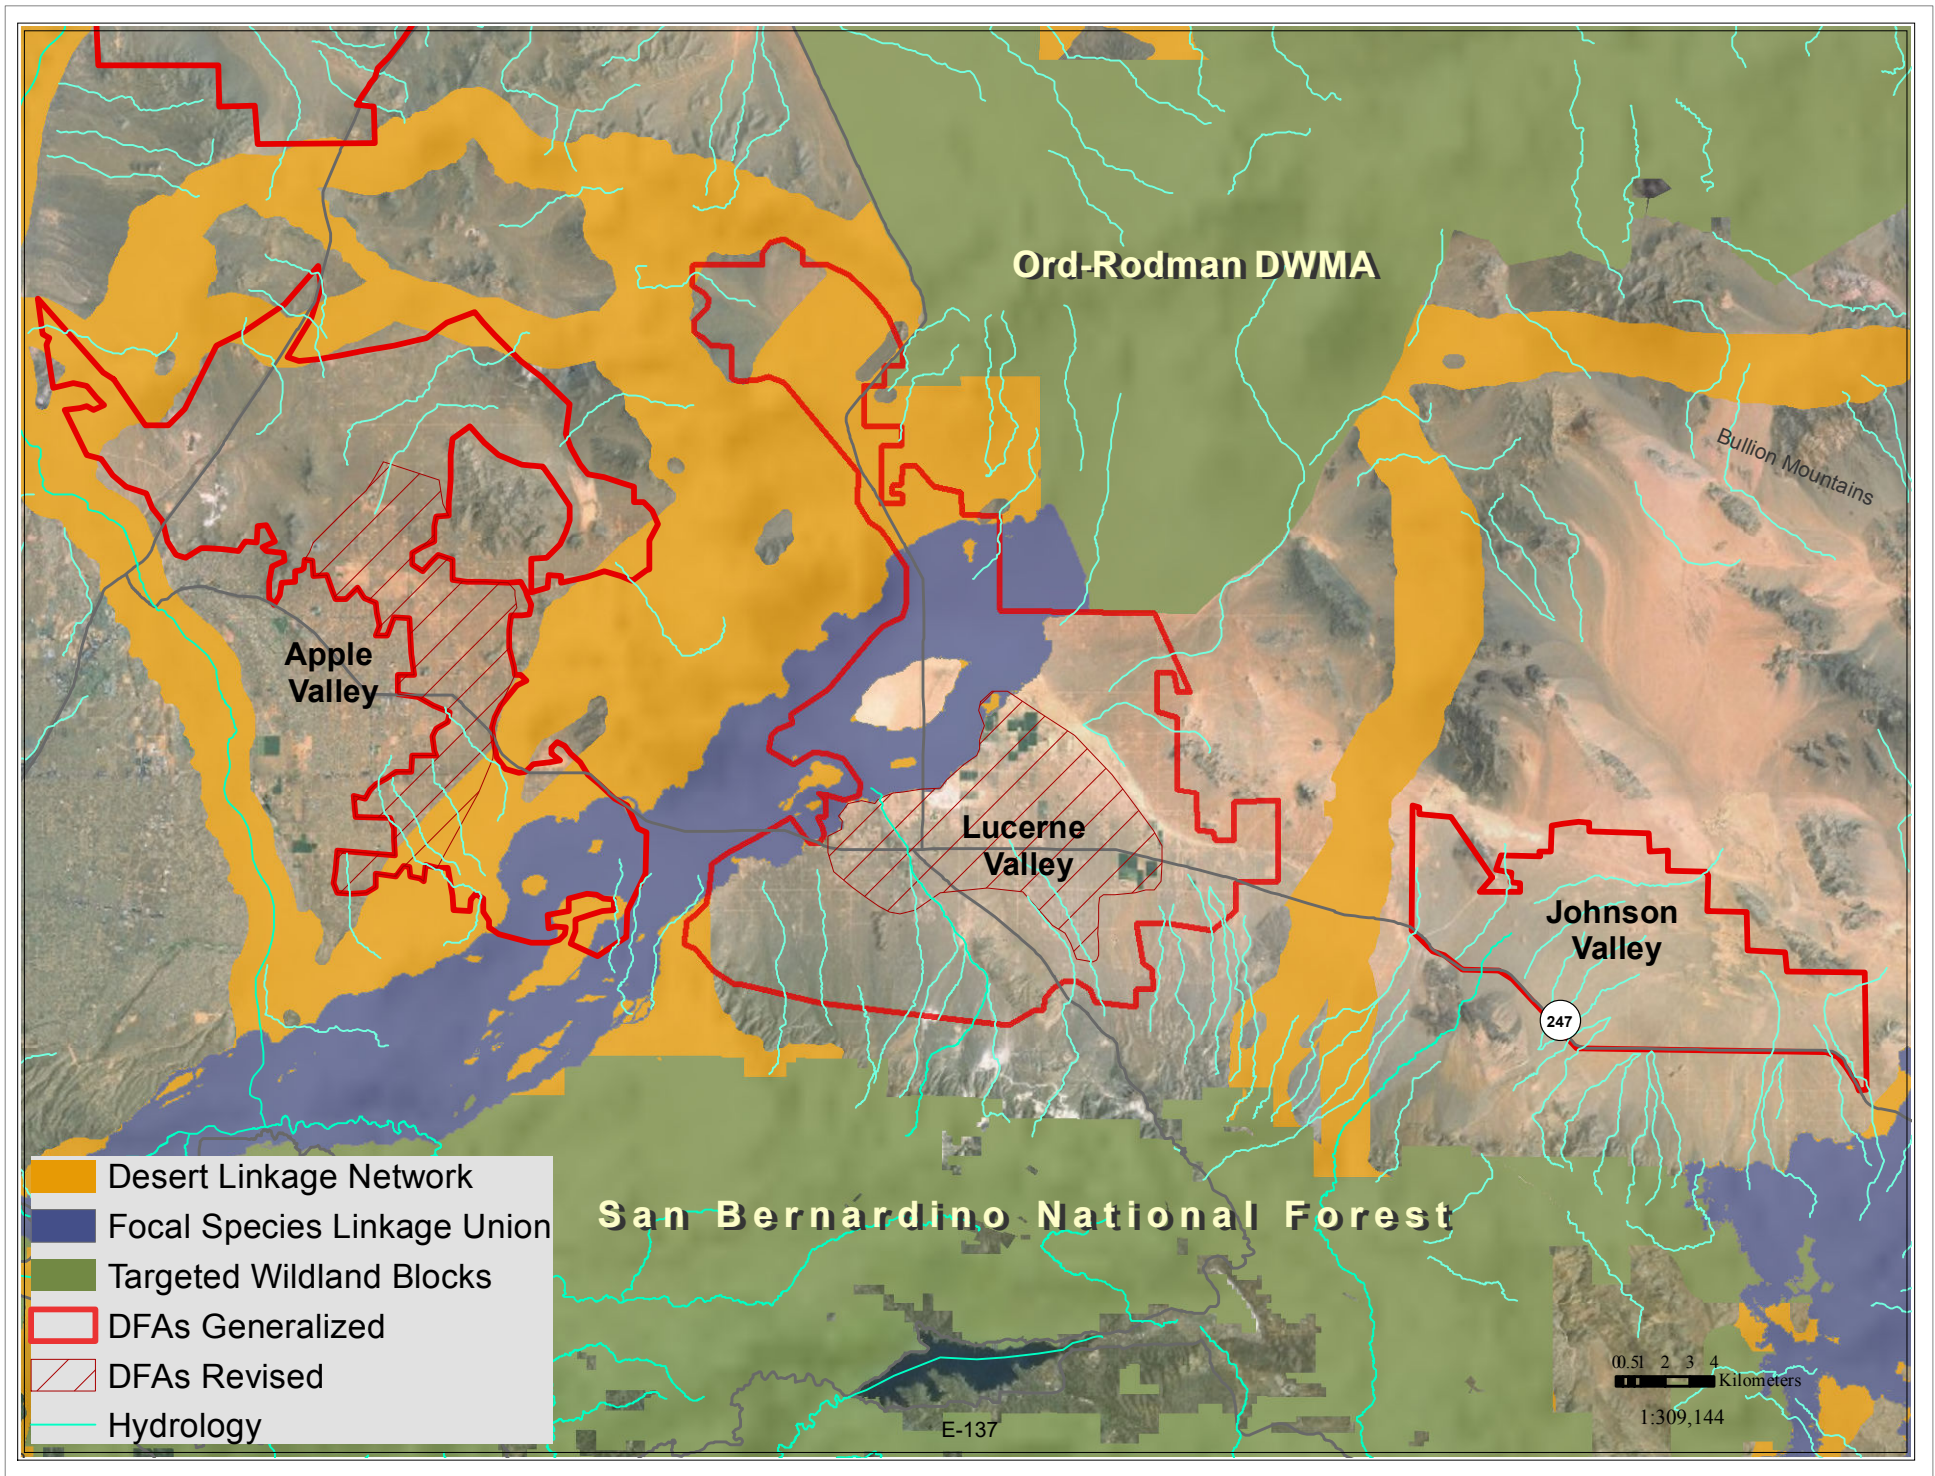 Ord-Rodman DWMA
Bullion Mountains
Apple
Valley
Lucerne
Valley
Johnson
Valley
247
San Bernardino National Forest
Desert Linkage Network
Focal Species Linkage Union
Targeted Wildland Blocks
DFAs Generalized
DFAs Revised
Hydrology
0 0.5 1 2 3 4
Kilometers
1:309,144
E-137